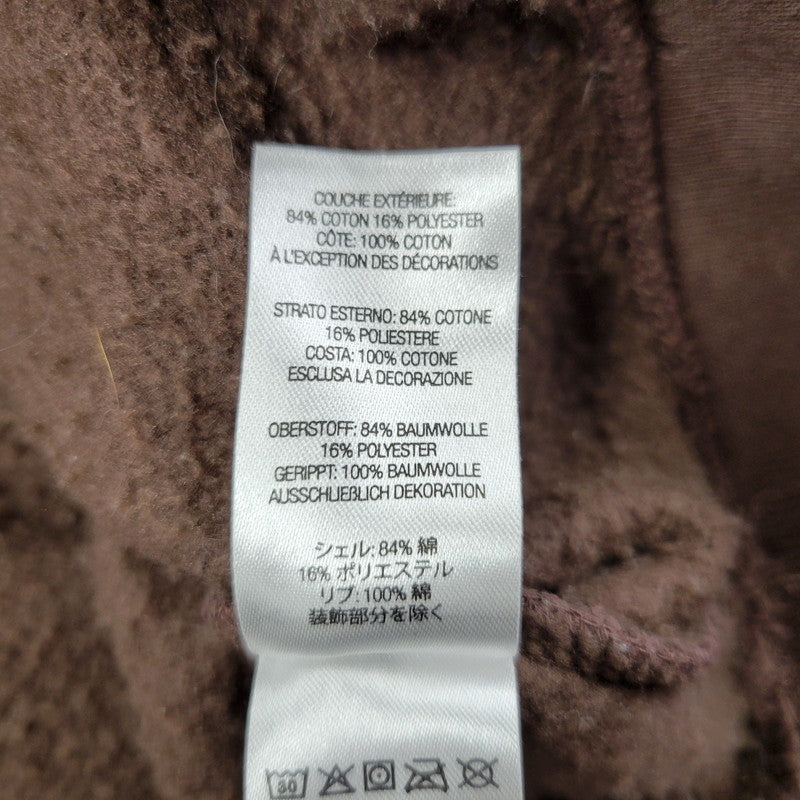 COUCHE EXTÉRIEURE:
84% COTON 16% POLYESTER
CÔTE: 100% COTON
À L'EXCEPTION DES DÉCORATIONS
STRATO ESTERNO: 84% COTONE
16% POLIESTERE
COSTA: 100% COTONE
ESCLUSA LA DECORAZIONE
OBERSTOFF: 84% BAUMWOLLE
16% POLYESTER
GERIPPT: 100% BAUMWOLLE
AUSSCHLIEßLICH DEKORATION
シェル: 84% 綿
16% ポリエステル
リブ: 100% 綿
装飾部分を除く
30